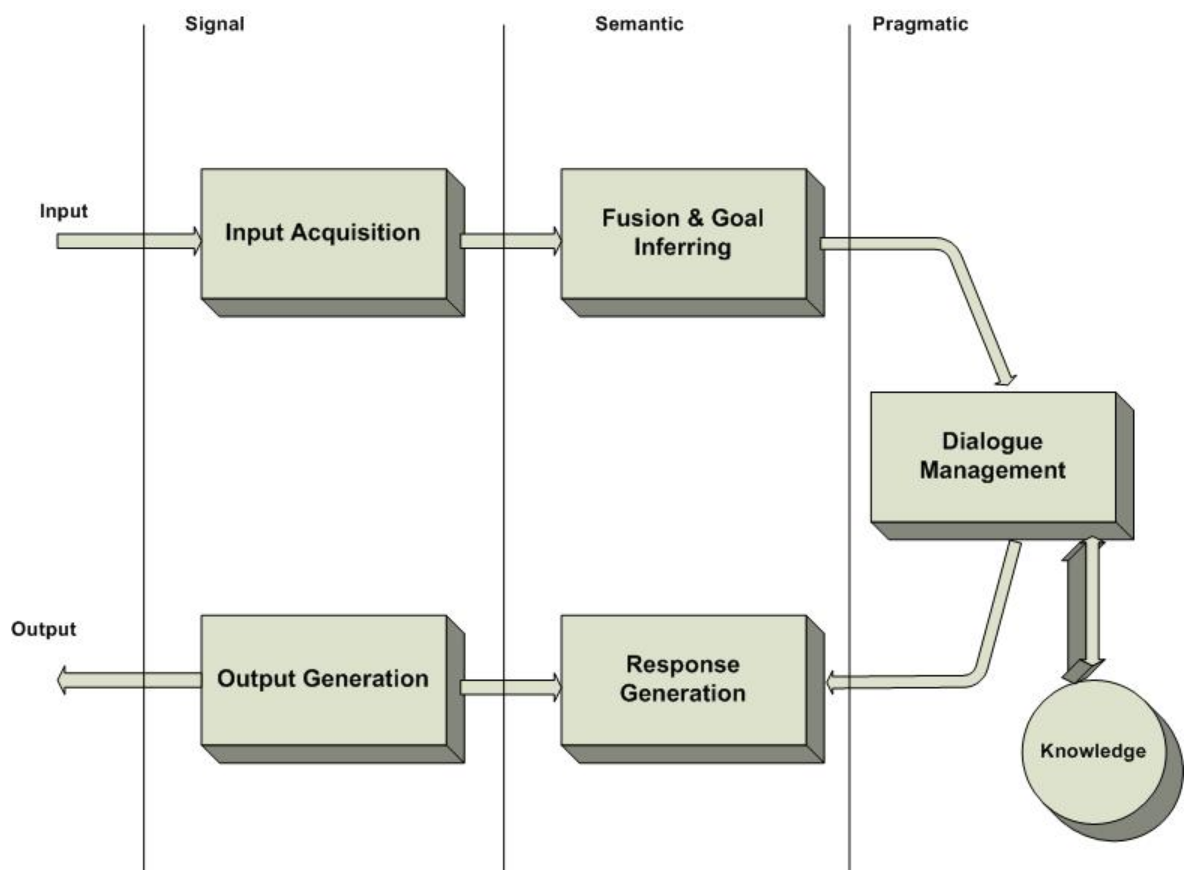 Signal
Semantic
Pragmatic
Input
Input Acquisition
Fusion & Goal
Inferring
Dialogue
Management
Output
Output Generation
Response
Generation
Knowledge